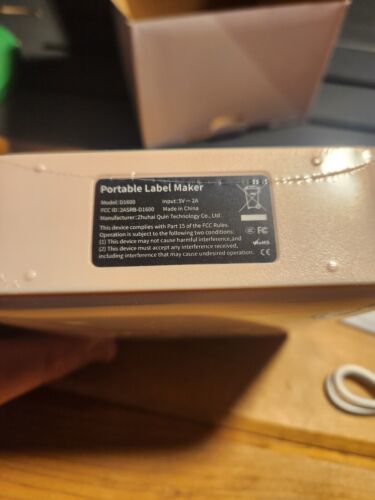 Portable Label Maker
Model:D1600 Input:5V⎓2A
FCC ID:2ASRB-D1600 Made in China
Manufacturer:Zhuhai Quin Technology Co., Ltd.
This device complies with Part 15 of the FCC Rules.
Operation is subject to the following two conditions:
(1) This device may not cause harmful interference,and
(2) This device must accept any interference received,
including interference that may cause undesired operation.
FC
RoHS
CE